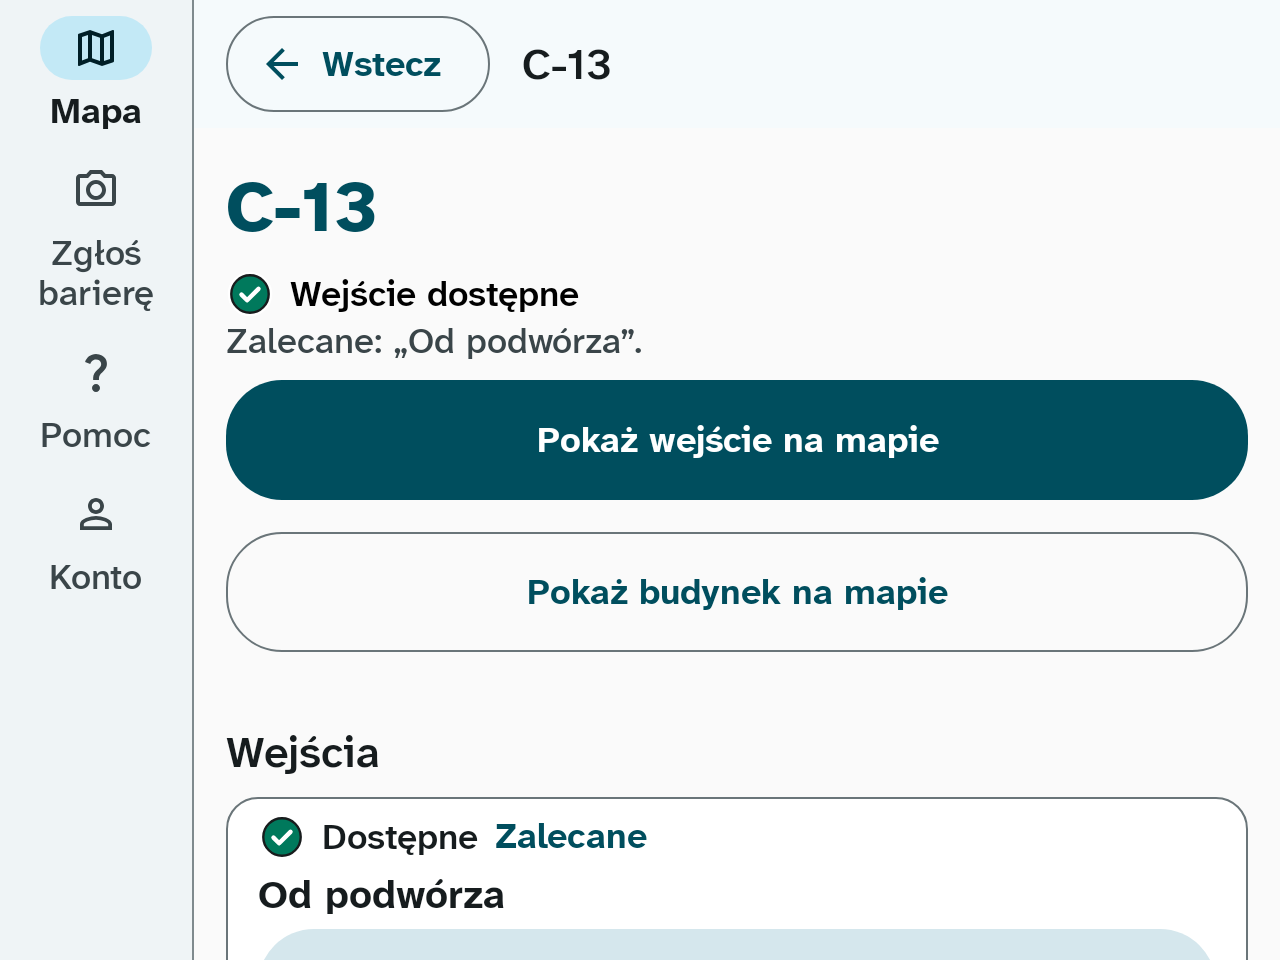 Mapa
Zgłoś
barierę
Pomoc
Konto
Wstecz
C-13
C-13
Wejście dostępne
Zalecane: „Od podwórza”.
Pokaż wejście na mapie
Pokaż budynek na mapie
Wejścia
Dostępne Zalecane
Od podwórza